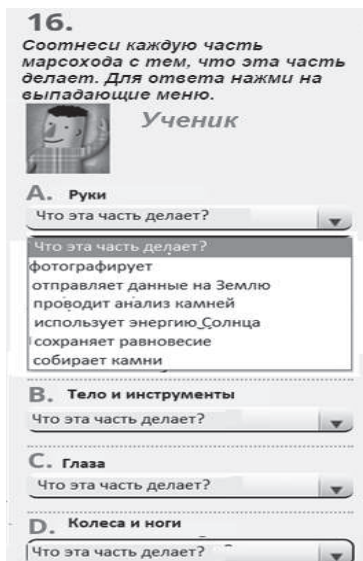 16.
Соотнеси каждую часть
марсохода с тем, что эта часть
делает. Для ответа нажми на
выпадающие меню.
Ученик
A. Руки
Что эта часть делает?
Что эта часть делает?
фотографирует
отправляет данные на Землю
проводит анализ камней
использует энергию Солнца
сохраняет равновесие
собирает камни
B. Тело и инструменты
Что эта часть делает?
C. Глаза
Что эта часть делает?
D. Колеса и ноги
Что эта часть делает?